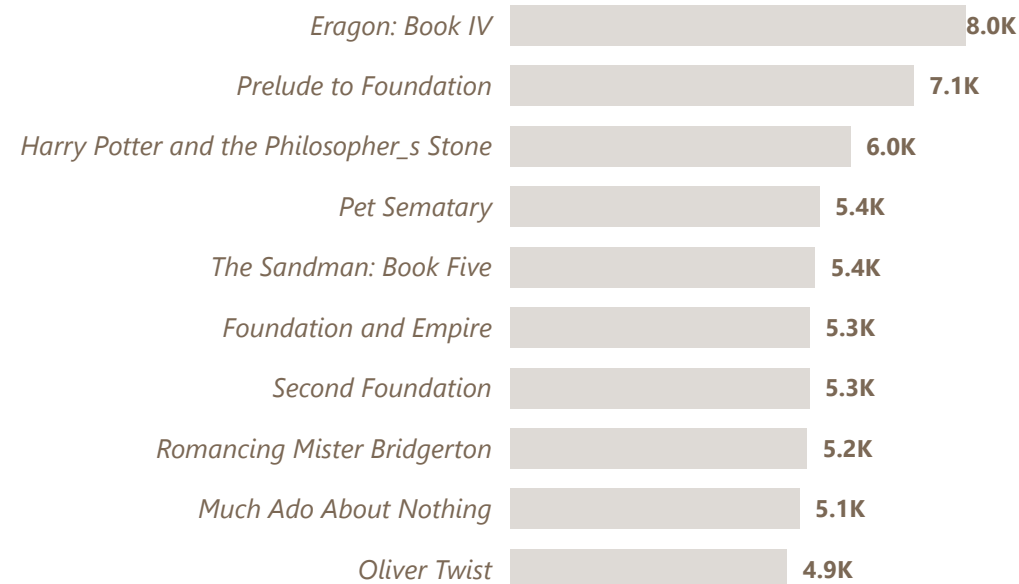 Eragon: Book IV 8.0K
Prelude to Foundation 7.1K
Harry Potter and the Philosopher_s Stone 6.0K
Pet Sematary 5.4K
The Sandman: Book Five 5.4K
Foundation and Empire 5.3K
Second Foundation 5.3K
Romancing Mister Bridgerton 5.2K
Much Ado About Nothing 5.1K
Oliver Twist 4.9K